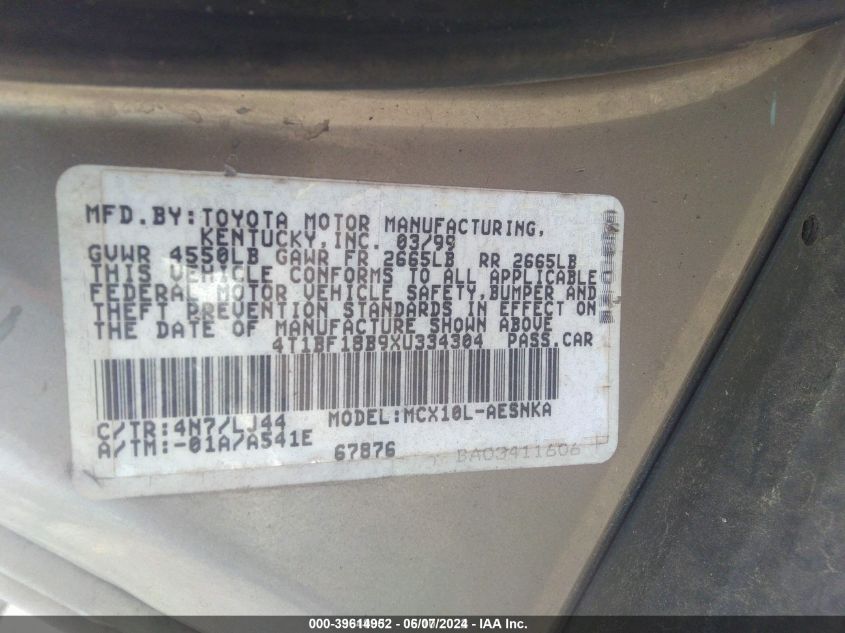 MFD.BY:TOYOTA MOTOR MANUFACTURING,
KENTUCKY,INC. 03/99
GVWR 4550LB GAWR FR 2665LB RR 2665LB
THIS VEHICLE CONFORMS TO ALL APPLICABLE
FEDERAL MOTOR VEHICLE SAFETY,BUMPER AND
THEFT PREVENTION STANDARDS IN EFFECT ON
THE DATE OF MANUFACTURE SHOWN ABOVE
4T1BF18B9XU334304 PASS.CAR
C/TR:4N7/LJ44 MODEL:MCX10L-AESNKA
A/TM:-01A/A541E 67876 BA03411606
000-39614952 - 06/07/2024 - IAA Inc.